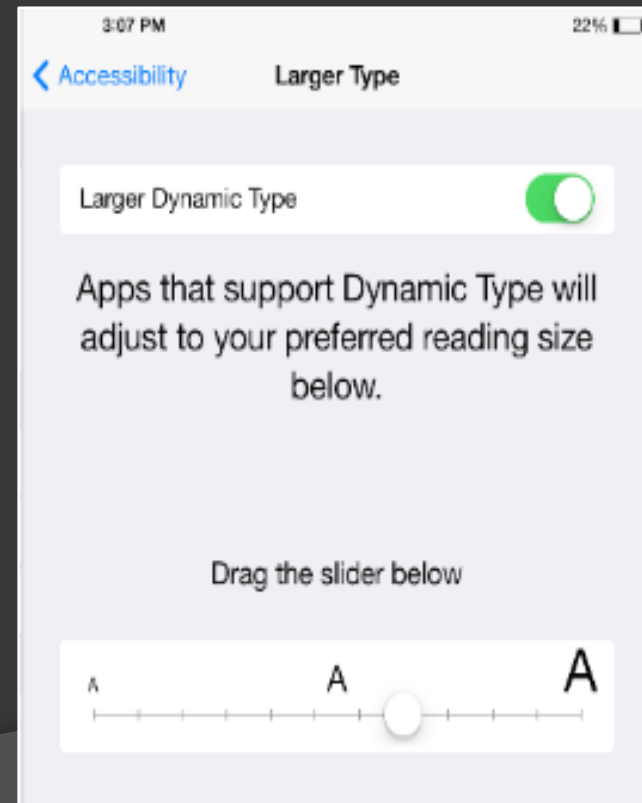 3:07 PM 22%
Accessibility Larger Type
Larger Dynamic Type
Apps that support Dynamic Type will
adjust to your preferred reading size
below.
Drag the slider below
A A A